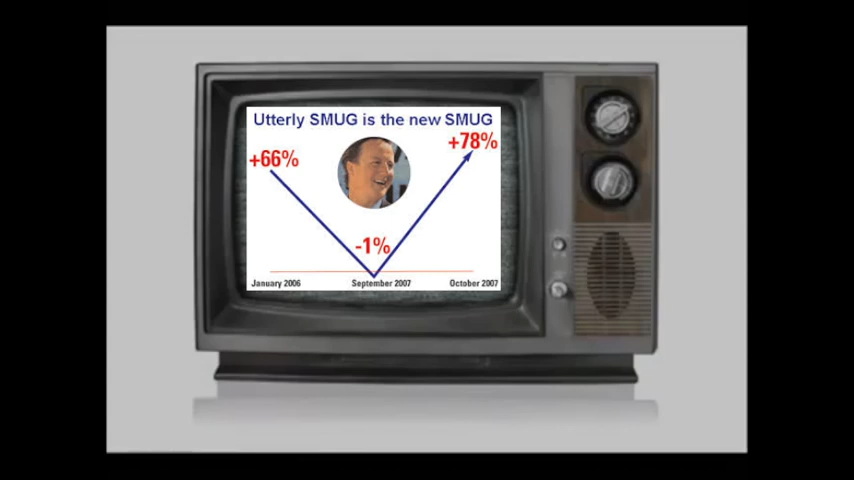 Utterly SMUG is the new SMUG
+66%
+78%
-1%
January 2006
September 2007
October 2007